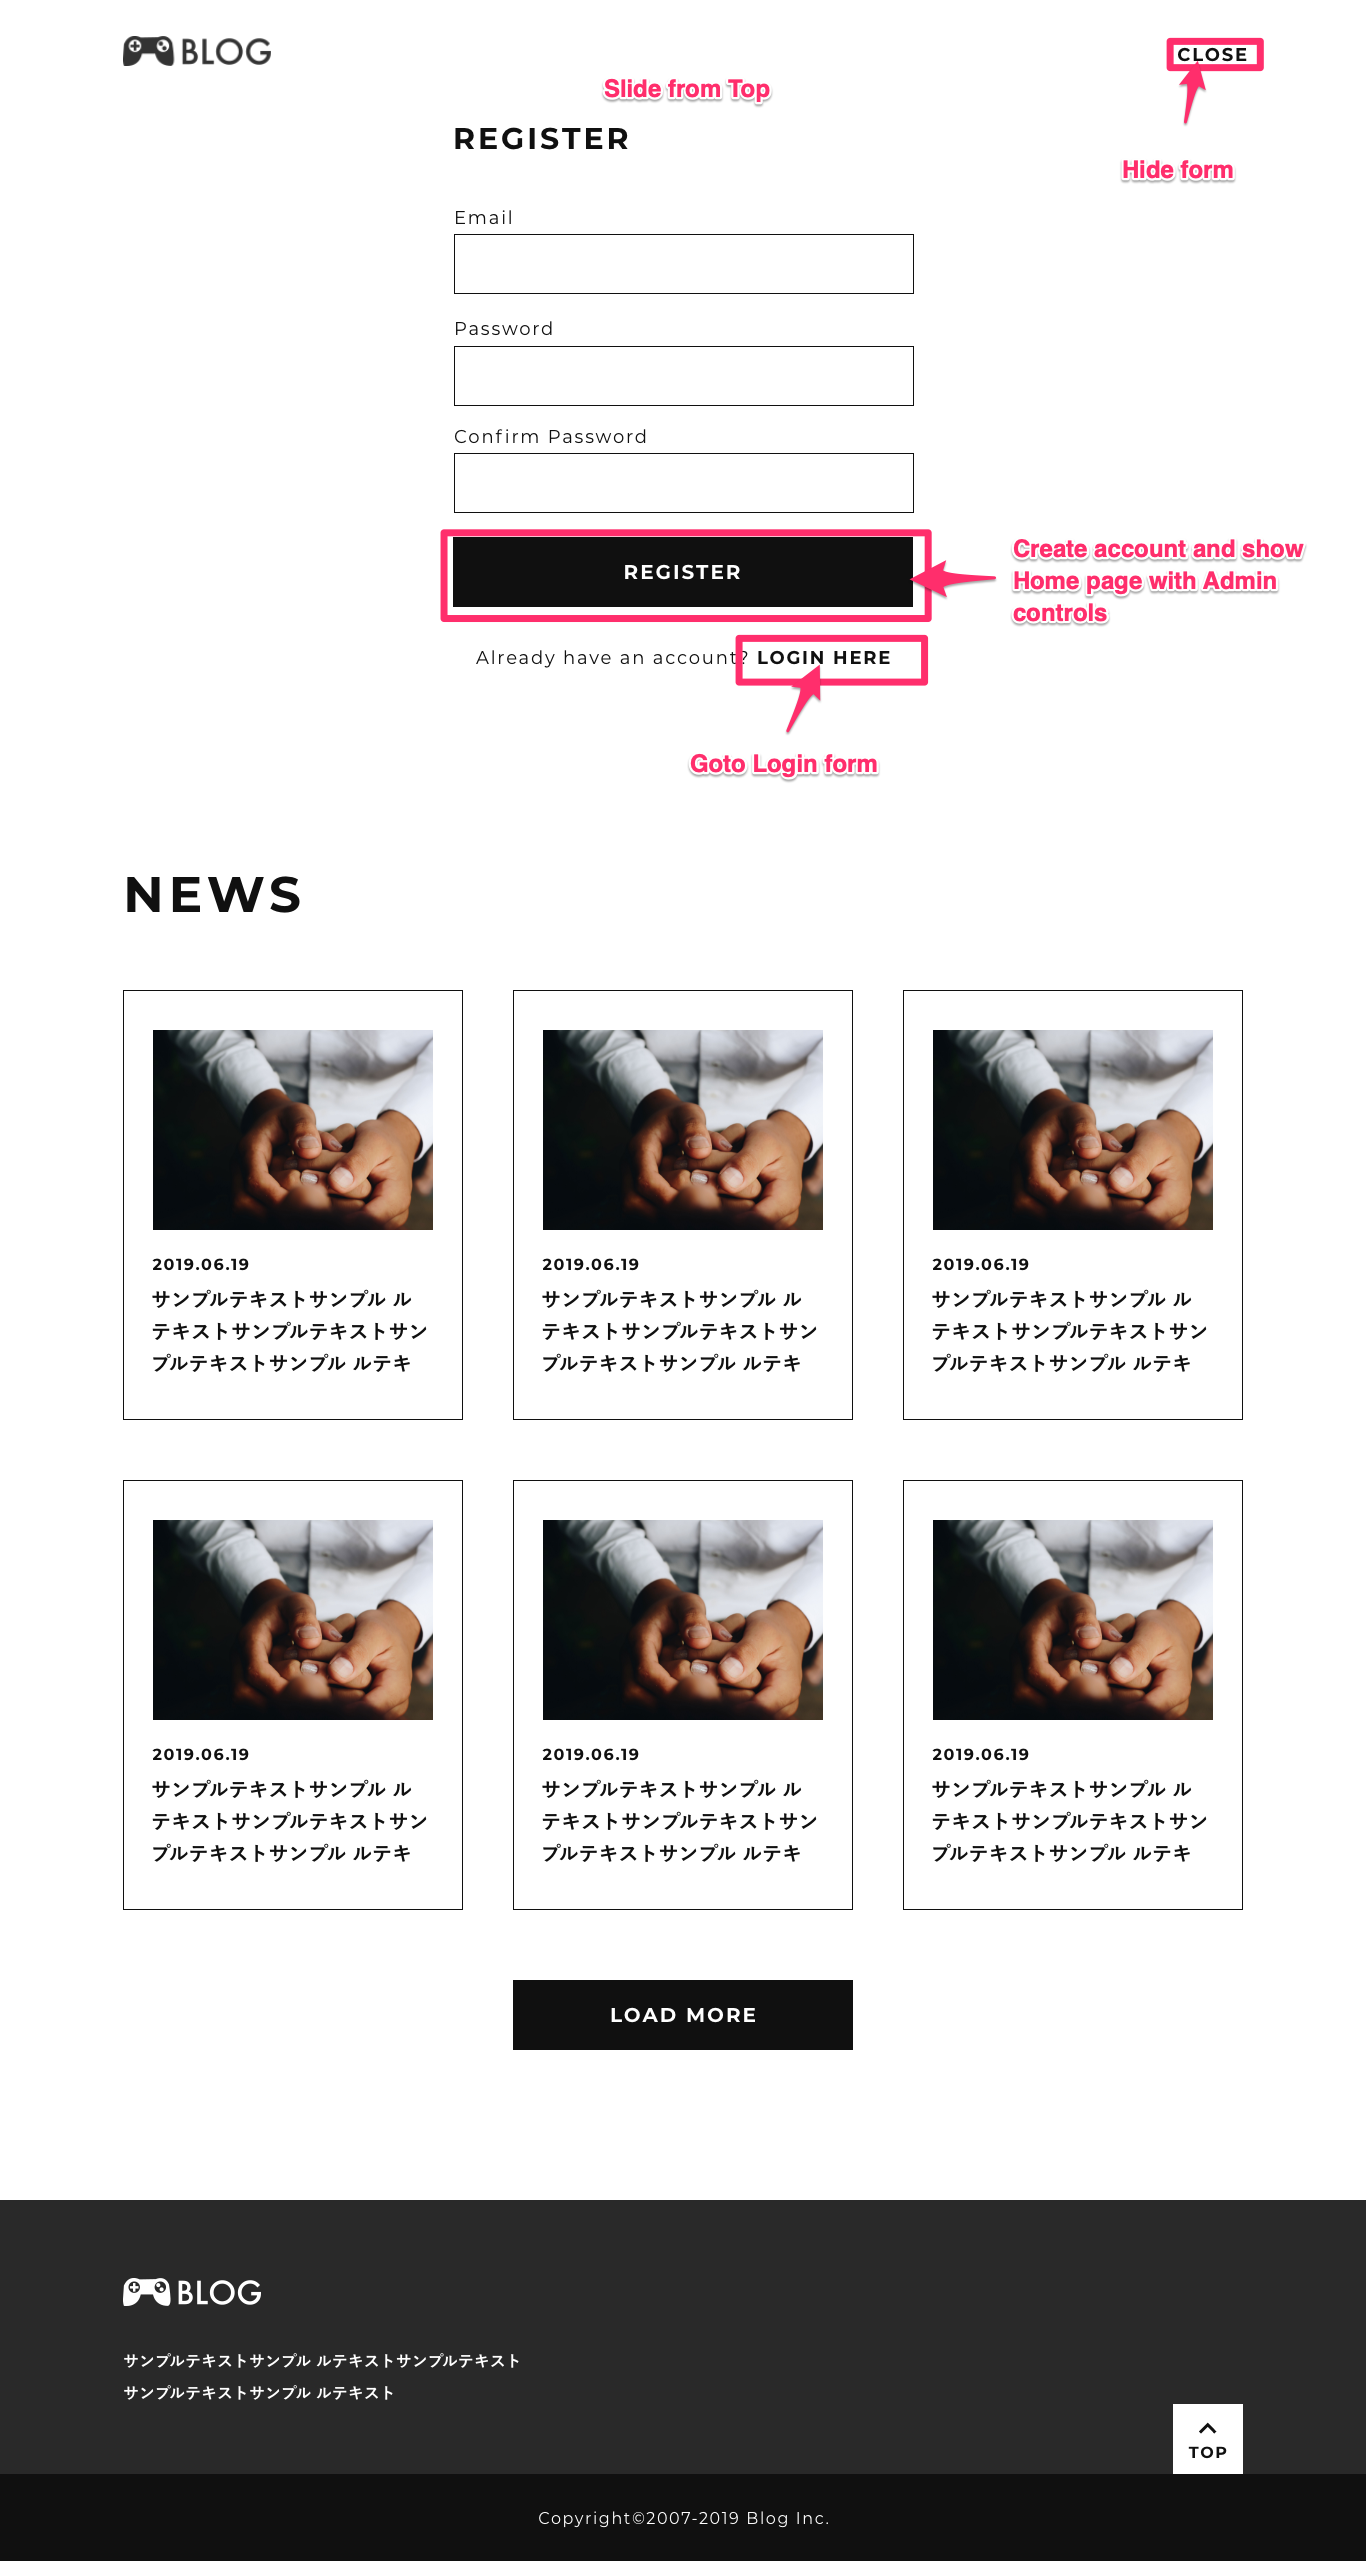 BLOG
CLOSE
Slide from Top
REGISTER
Hide form
Email
Password
Confirm Password
REGISTER
Create account and show
Home page with Admin
controls
Already have an account? LOGIN HERE
Goto Login form
NEWS
2019.06.19
サンプルテキストサンプル ル
テキストサンプルテキストサン
プルテキストサンプル ルテキ
2019.06.19
サンプルテキストサンプル ル
テキストサンプルテキストサン
プルテキストサンプル ルテキ
2019.06.19
サンプルテキストサンプル ル
テキストサンプルテキストサン
プルテキストサンプル ルテキ
2019.06.19
サンプルテキストサンプル ル
テキストサンプルテキストサン
プルテキストサンプル ルテキ
2019.06.19
サンプルテキストサンプル ル
テキストサンプルテキストサン
プルテキストサンプル ルテキ
2019.06.19
サンプルテキストサンプル ル
テキストサンプルテキストサン
プルテキストサンプル ルテキ
LOAD MORE
BLOG
サンプルテキストサンプル ルテキストサンプルテキスト
サンプルテキストサンプル ルテキスト
TOP
Copyright©2007-2019 Blog Inc.